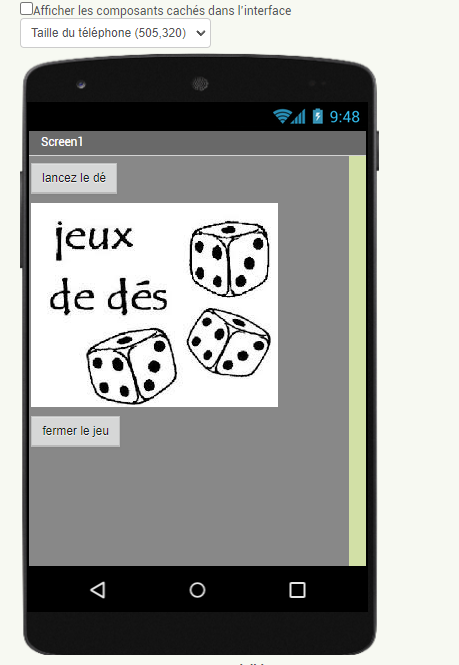 Afficher les composants cachés dans l'interface
Taille du téléphone (505,320)
9:48
Screen1
lancez le dé
jeux
de dés
fermer le jeu